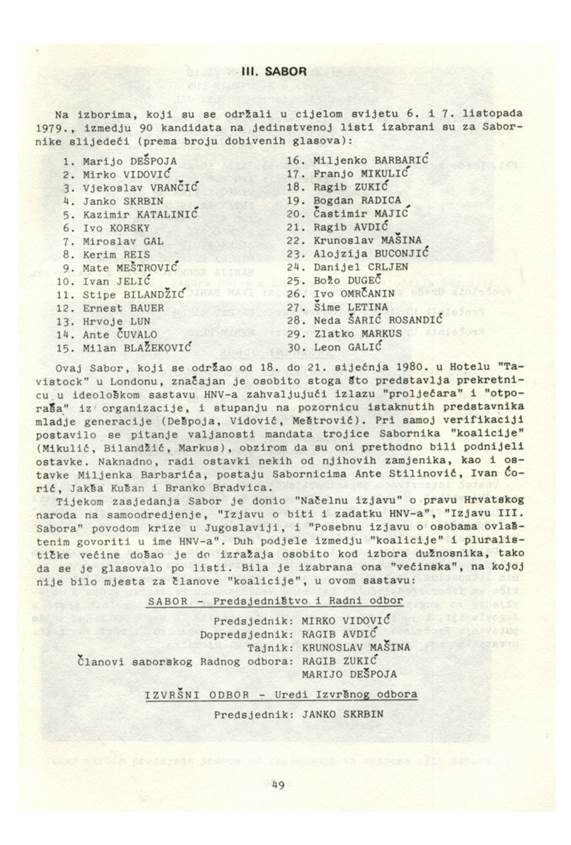 III. SABOR
Na izborima, koji su se održali u cijelom svijetu 6. i 7. listopada
1979., izmedju 90 kandidata na jedinstvenoj listi izabrani su za Sabor-
nike slijedeći (prema broju dobivenih glasova):
1. Marijo DEŠPOJA
2. Mirko VIDOVIĆ
3. Vjekoslav VRANČIĆ
4. Janko SKRBIN
5. Kazimir KATALINIĆ
6. Ivo KORSKY
7. Miroslav GAL
8. Kerim REIS
9. Mate MEŠTROVIĆ
10. Ivan JELIĆ
11. Stipe BILANDŽIĆ
12. Ernest BAUER
13. Hrvoje LUN
14. Ante ČUVALO
15. Milan BLAŽEKOVIĆ
16. Miljenko BARBARIĆ
17. Franjo MIKULIĆ
18. Ragib ZUKIĆ
19. Bogdan RADICA
20. Častimir MAJIĆ
21. Ragib AVDIĆ
22. Krunoslav MAŠINA
23. Alojzija BUCONJIĆ
24. Danijel CRLJEN
25. Božo DUGEČ
26. Ivo OMRČANIN
27. Šime LETINA
28. Neda ŠARIĆ ROSANDIĆ
29. Zlatko MARKUS
30. Leon GALIĆ
Ovaj Sabor, koji se održao od 18. do 21. siječnja 1980. u Hotelu "Ta-
vistock" u Londonu, značajan je osobito stoga što predstavlja prekretni-
cu u ideološkom sastavu HNV-a zahvaljujući izlazu "proljećara" i "otpo-
raša" iz organizacije, i stupanju na pozornicu istaknutih predstavnika
mladje generacije (Dešpoja, Vidović, Meštrović). Pri samoj verifikaciji
postavilo se pitanje valjanosti mandata trojice Sabornika "koalicije"
(Mikulić, Bilandžić, Markus), obzirom da su oni prethodno bili podnijeli
ostavke. Naknadno, radi ostavki nekih od njihovih zamjenika, kao i os-
tavke Miljenka Barbarića, postaju Sabornicima Ante Stilinović, Ivan Ćo-
rić, Jakša Kušan i Branko Bradvica.
Tijekom zasjedanja Sabor je donio "Načelnu izjavu" o pravu Hrvatskog
naroda na samoodredjenje, "Izjavu o biti i zadatku HNV-a", "Izjavu III.
Sabora" povodom krize u Jugoslaviji, i "Posebnu izjavu o osobama ovlaš-
tenim govoriti u ime HNV-a". Duh podjele izmedju "koalicije" i pluralis-
tičke većine došao je do izražaja osobito kod izbora dužnosnika, tako
da se je glasovalo po listi. Bila je izabrana ona "većinska", na kojoj
nije bilo mjesta za članove "koalicije", u ovom sastavu:
SABOR - Predsjedništvo i Radni odbor
Predsjednik: MIRKO VIDOVIĆ
Dopredsjednik: RAGIB AVDIĆ
Tajnik: KRUNOSLAV MAŠINA
Članovi saborskog Radnog odbora: RAGIB ZUKIĆ
MARIJO DEŠPOJA
IZVRŠNI ODBOR - Uredi Izvršnog odbora
Predsjednik: JANKO SKRBIN
49